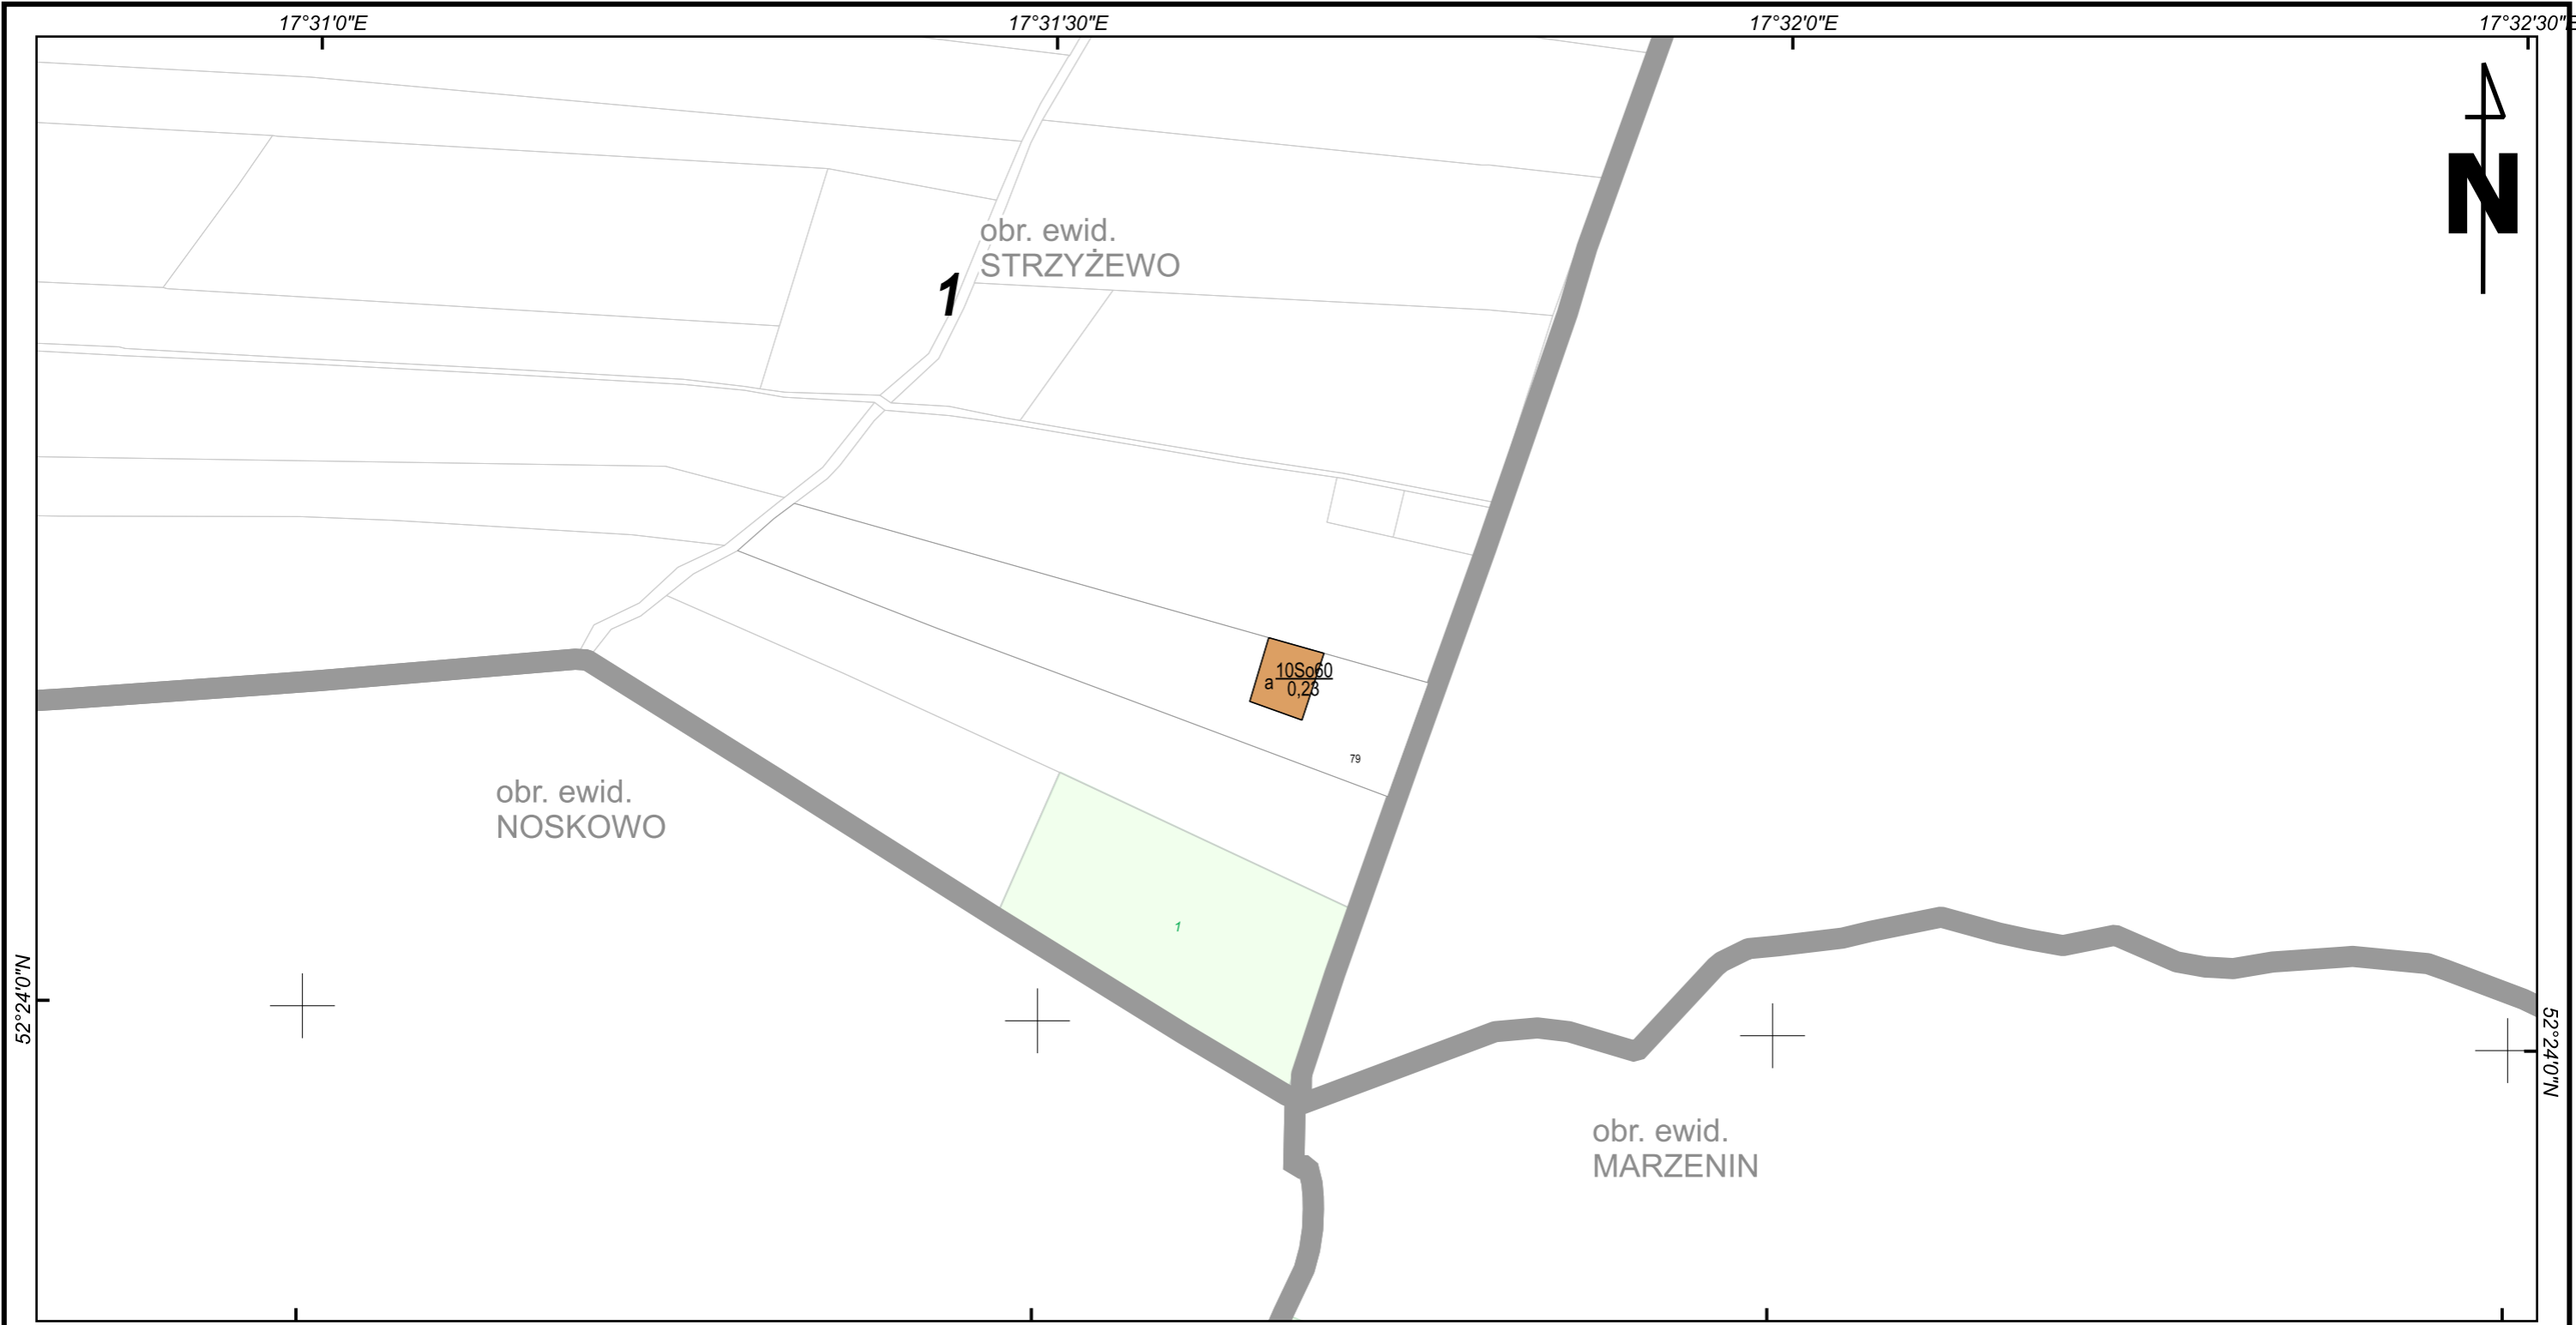 17°31'0"E
17°31'30"E
17°32'0"E
17°32'30"E
N
obr. ewid.
STRZYŻEWO
1
10So60
a 0,23
79
obr. ewid.
NOSKOWO
1
52°24'0"N
52°24'0"N
obr. ewid.
MARZENIN